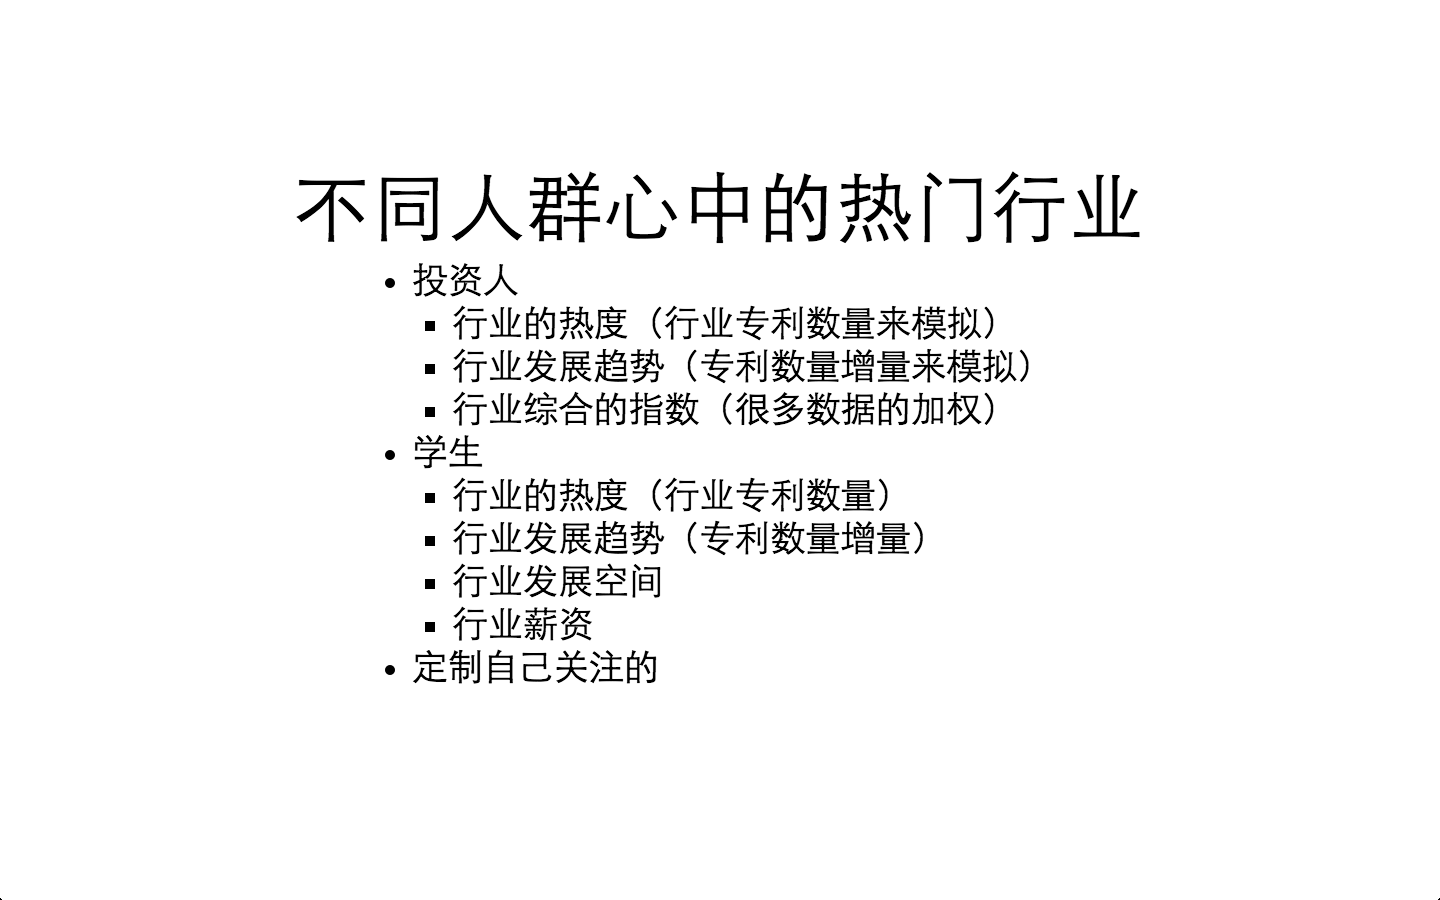 不同人群心中的热门行业
投资人
行业的热度（行业专利数量来模拟）
行业发展趋势（专利数量增量来模拟）
行业综合的指数（很多数据的加权）
学生
行业的热度（行业专利数量）
行业发展趋势（专利数量增量）
行业发展空间
行业薪资
定制自己关注的